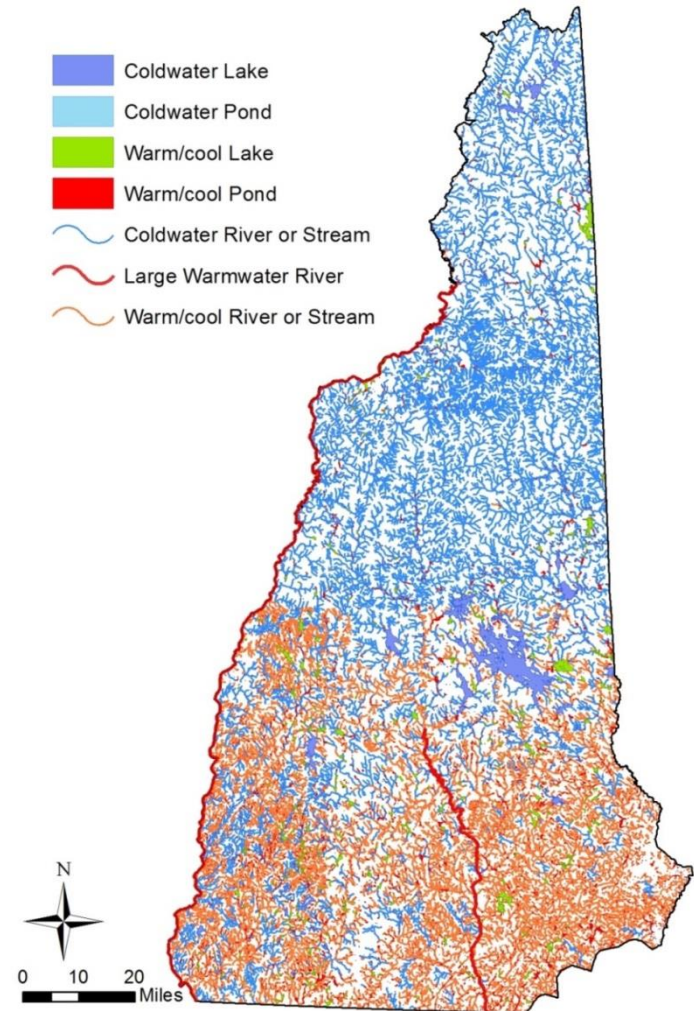 Coldwater Lake
Coldwater Pond
Warm/cool Lake
Warm/cool Pond
Coldwater River or Stream
Large Warmwater River
Warm/cool River or Stream
N
0 10 20
Miles